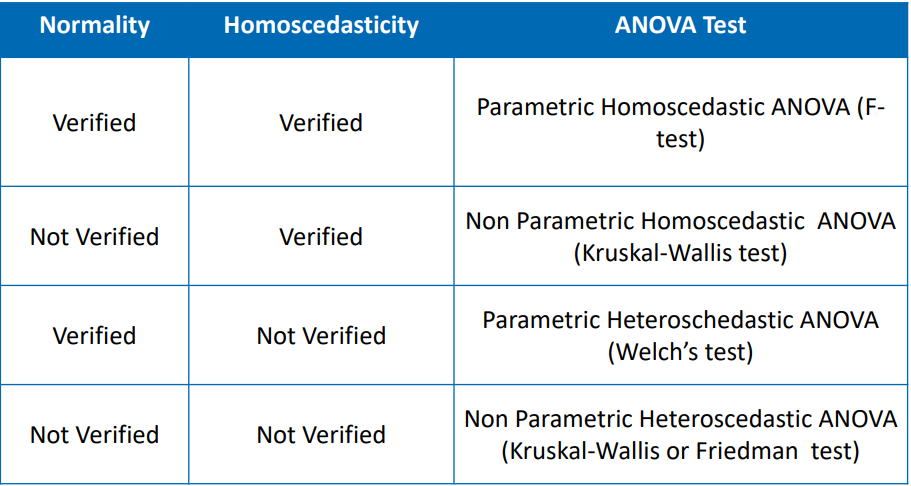 Normality Homoscedasticity ANOVA Test
Verified Verified Parametric Homoscedastic ANOVA (F-
test)
Not Verified Verified Non Parametric Homoscedastic  ANOVA
(Kruskal-Wallis test)
Verified Not Verified Parametric Heteroschedastic ANOVA
(Welch’s test)
Not Verified Not Verified Non Parametric Heteroscedastic ANOVA
(Kruskal-Wallis or Friedman  test)